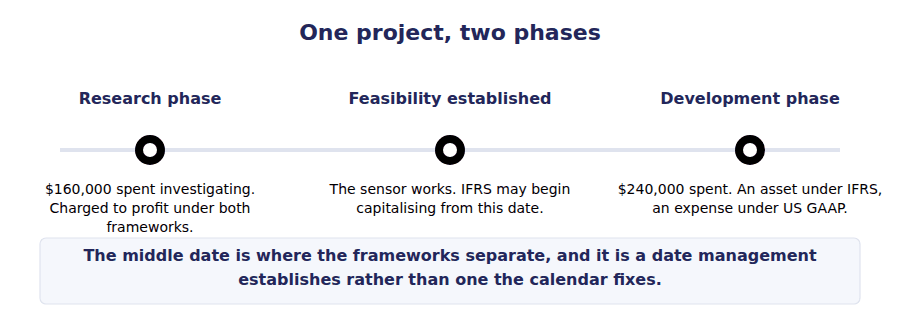 One project, two phases
Research phase
Feasibility established
Development phase
$160,000 spent investigating.
Charged to profit under both
frameworks.
The sensor works. IFRS may begin
capitalising from this date.
$240,000 spent. An asset under IFRS,
an expense under US GAAP.
The middle date is where the frameworks separate, and it is a date management
establishes rather than one the calendar fixes.